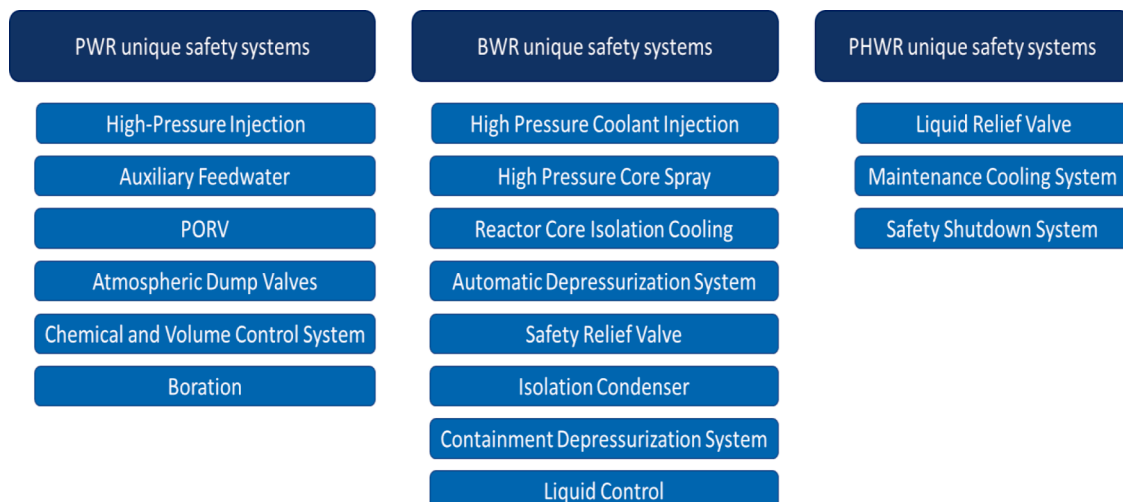 PWR unique safety systems
High-Pressure Injection
Auxiliary Feedwater
PORV
Atmospheric Dump Valves
Chemical and Volume Control System
Boration
BWR unique safety systems
High Pressure Coolant Injection
High Pressure Core Spray
Reactor Core Isolation Cooling
Automatic Depressurization System
Safety Relief Valve
Isolation Condenser
Containment Depressurization System
Liquid Control
PHWR unique safety systems
Liquid Relief Valve
Maintenance Cooling System
Safety Shutdown System